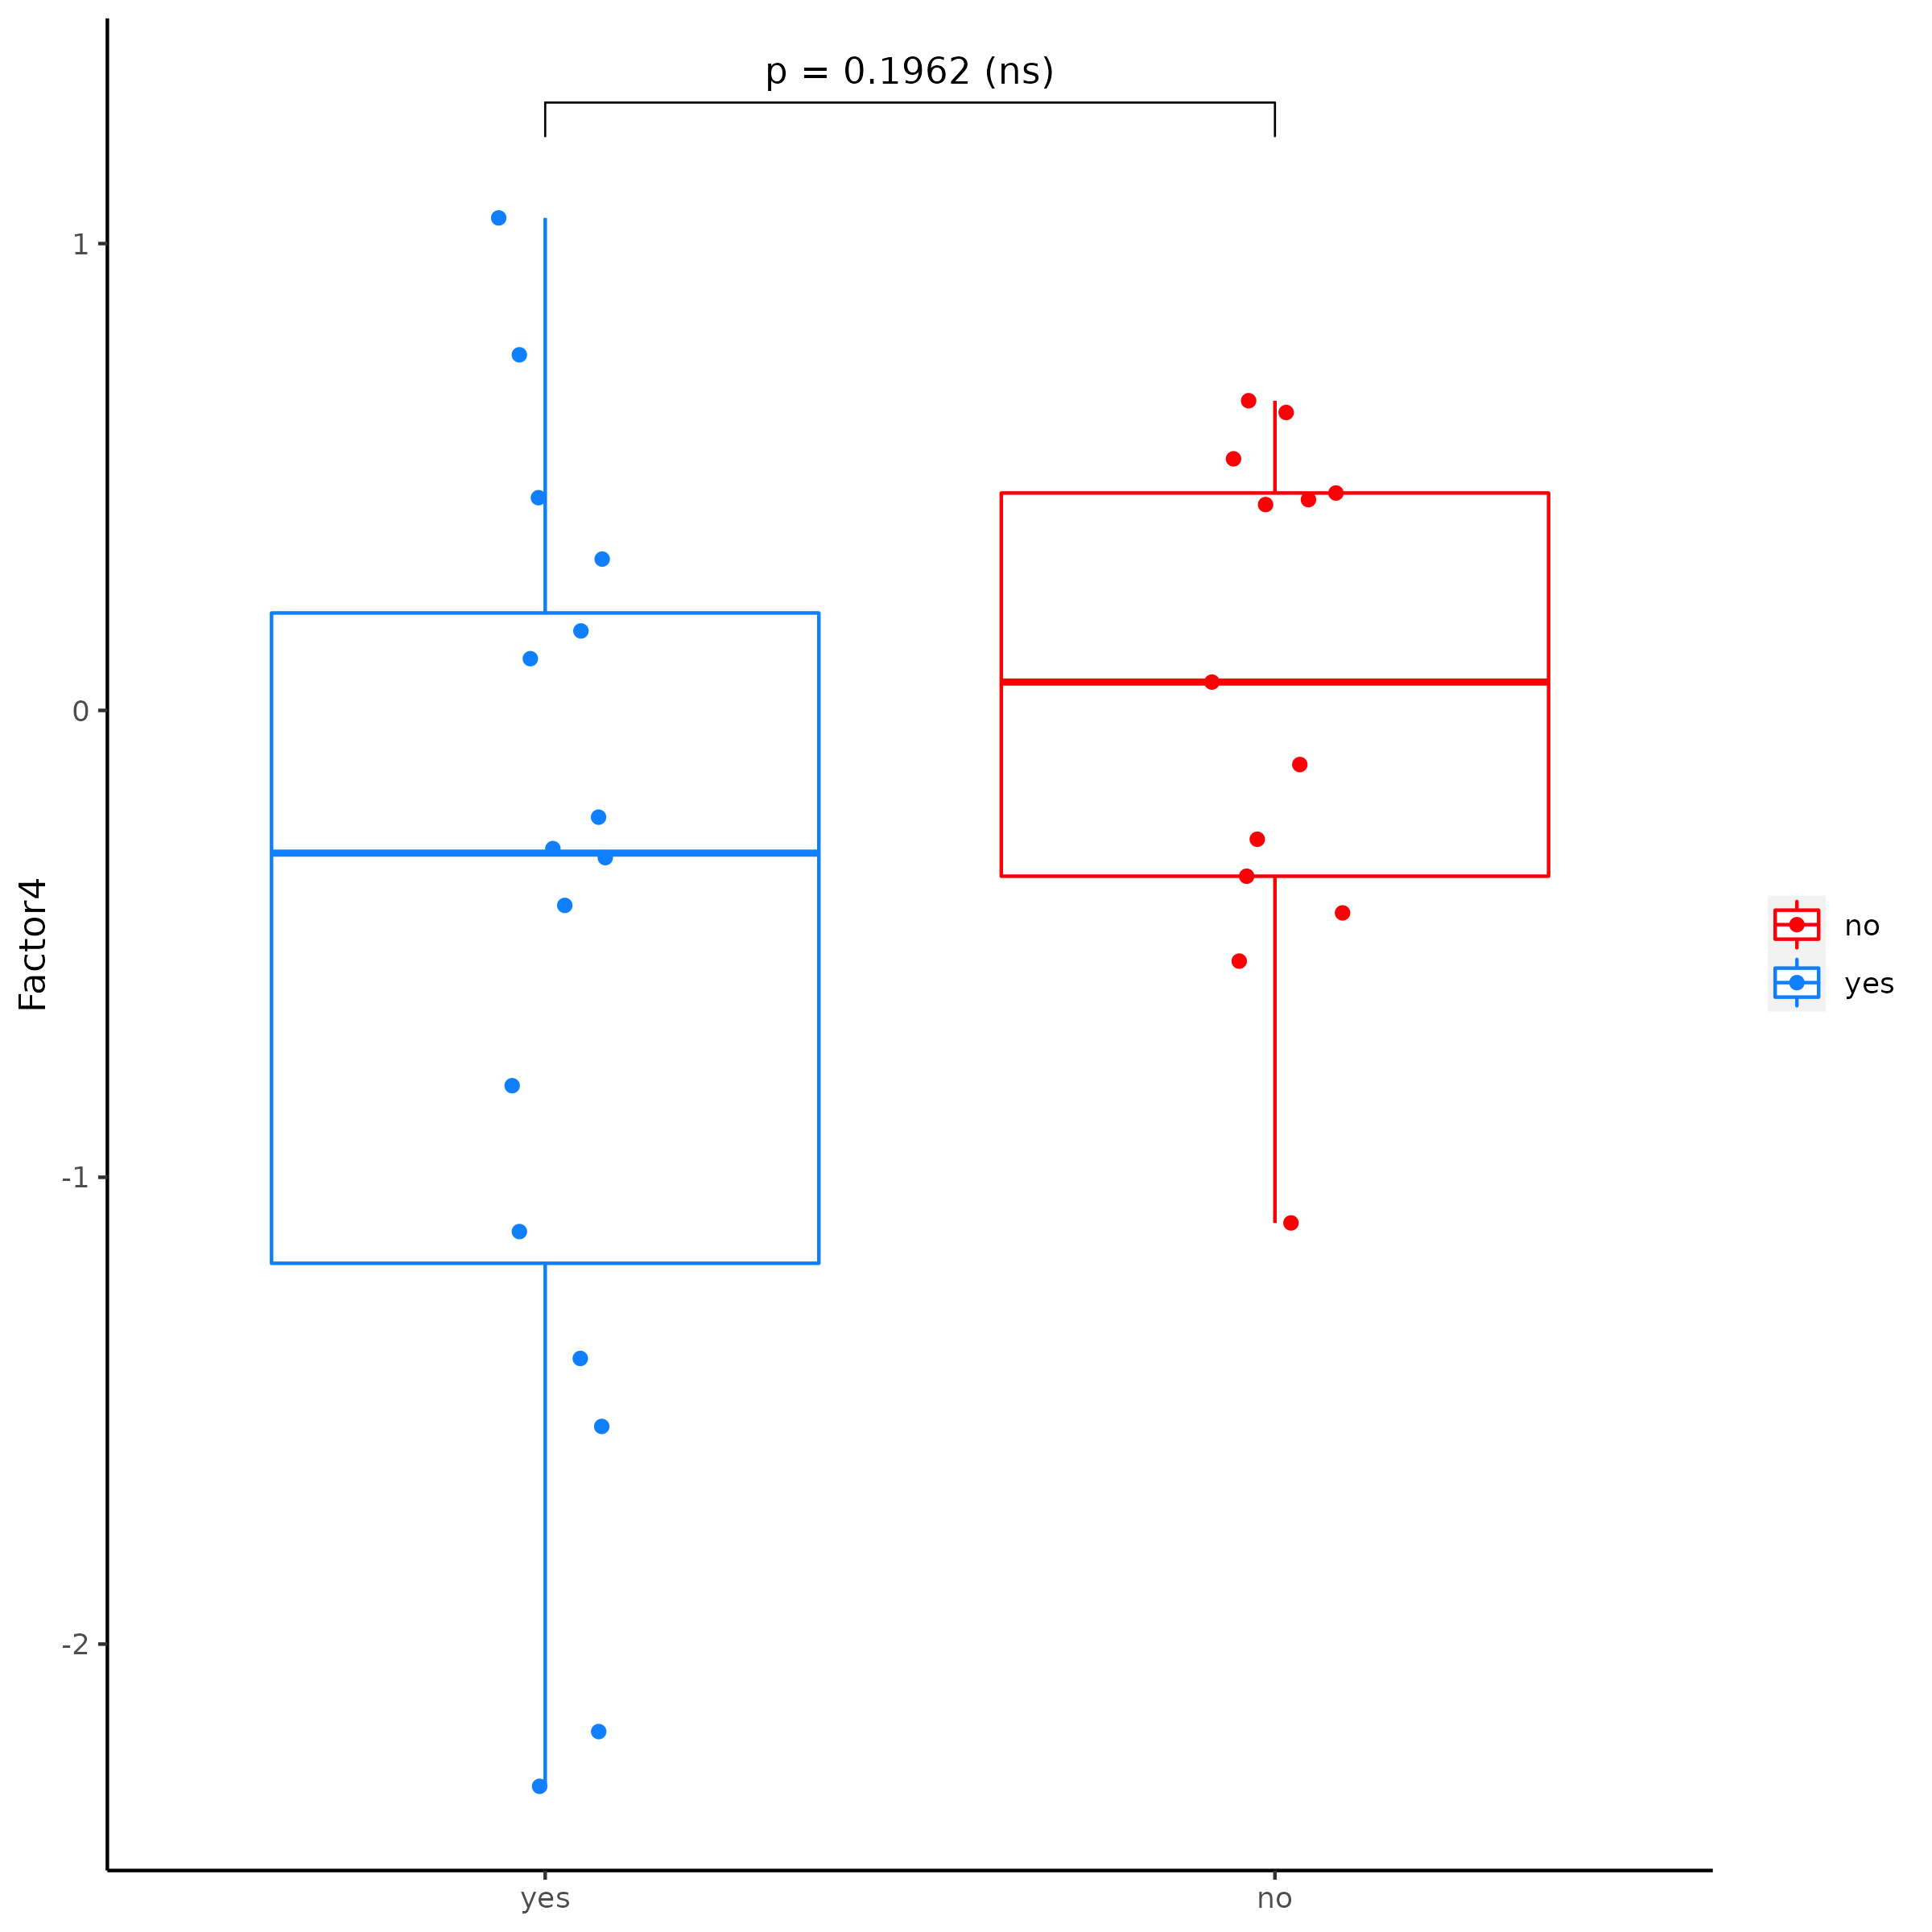 p = 0.1962 (ns)
1
0
-1
-2
Factor4
yes
no
no
yes